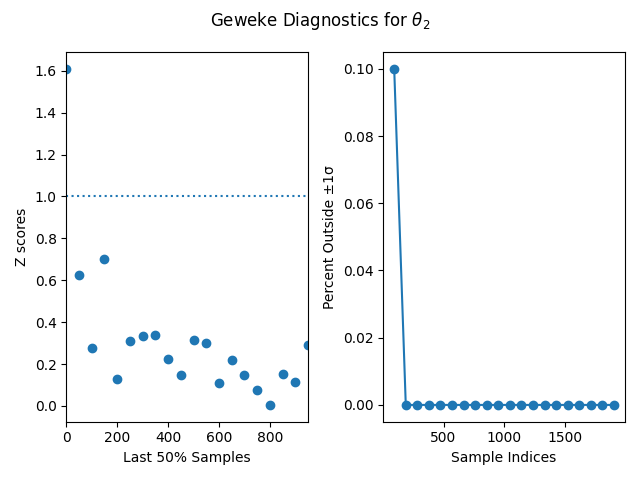 Geweke Diagnostics for θ₂
Z scores
1.6
1.4
1.2
1.0
0.8
0.6
0.4
0.2
0.0
0 200 400 600 800
Last 50% Samples
Percent Outside ±1σ
0.10
0.08
0.06
0.04
0.02
0.00
500 1000 1500
Sample Indices